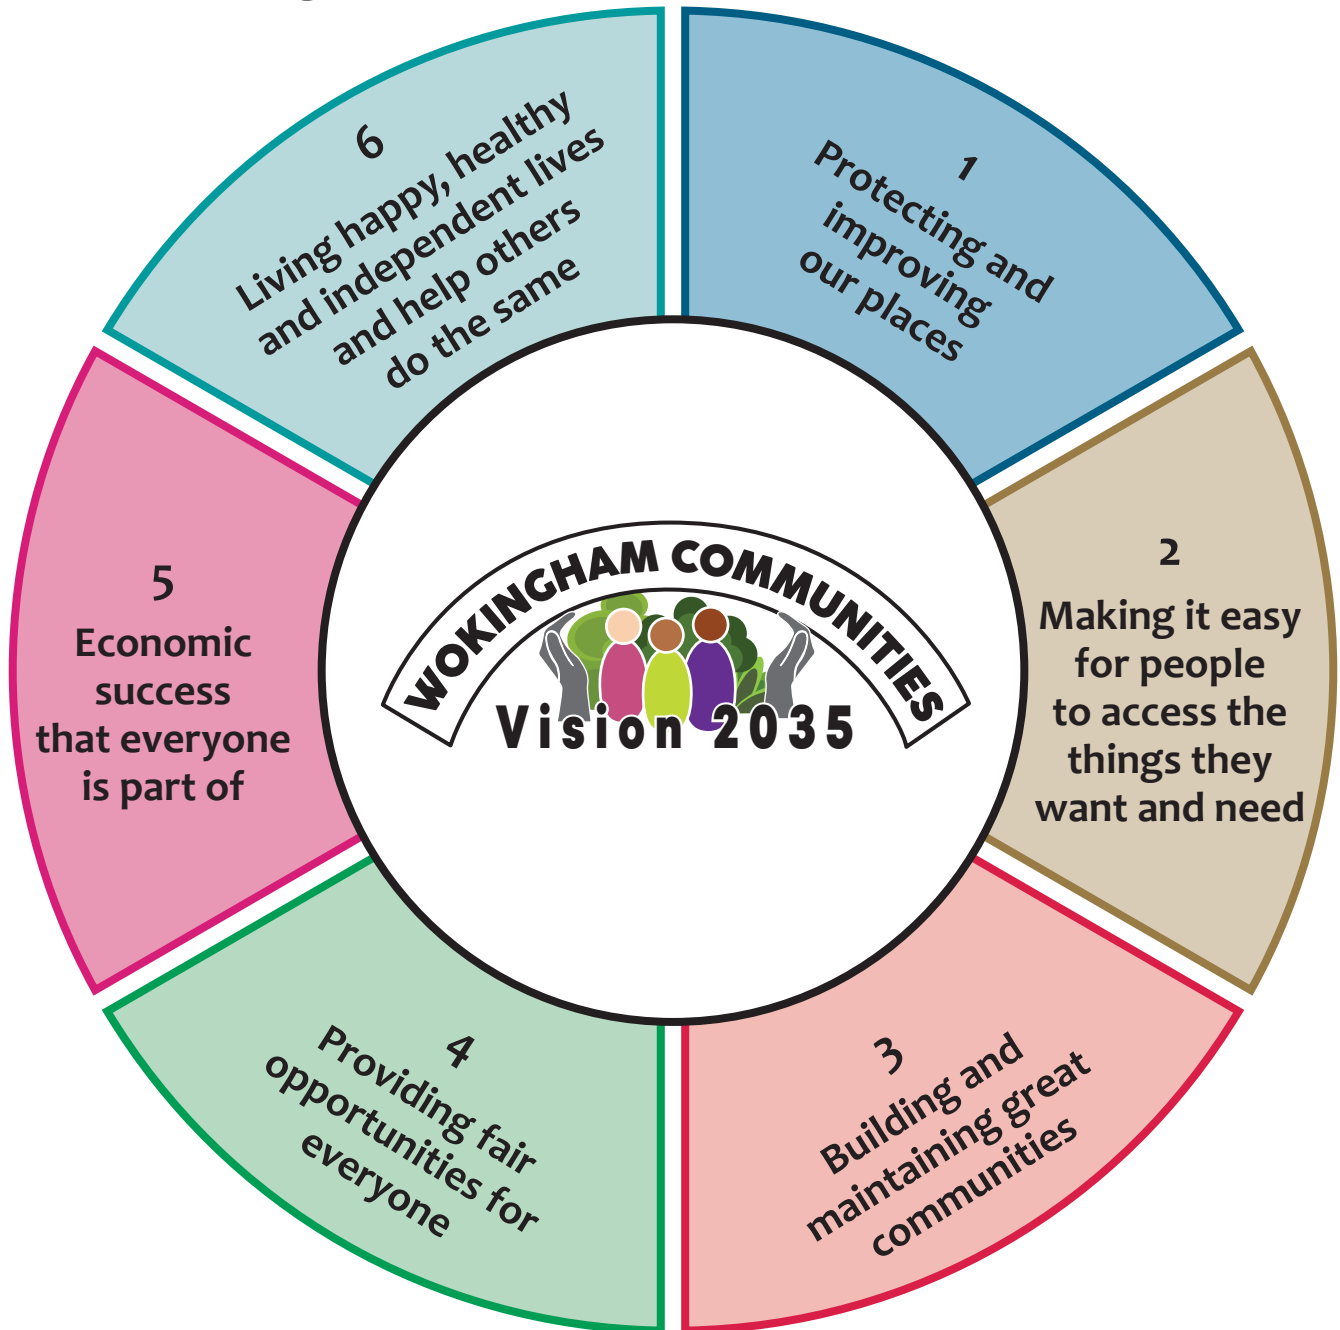 1
Protecting and
improving
our places
2
Making it easy
for people
to access the
things they
want and need
3
Building and
maintaining great
communities
4
Providing fair
opportunities for
everyone
5
Economic
success
that everyone
is part of
6
Living happy, healthy
and independent lives
and help others
do the same
WOKINGHAM COMMUNITIES
Vision 2035